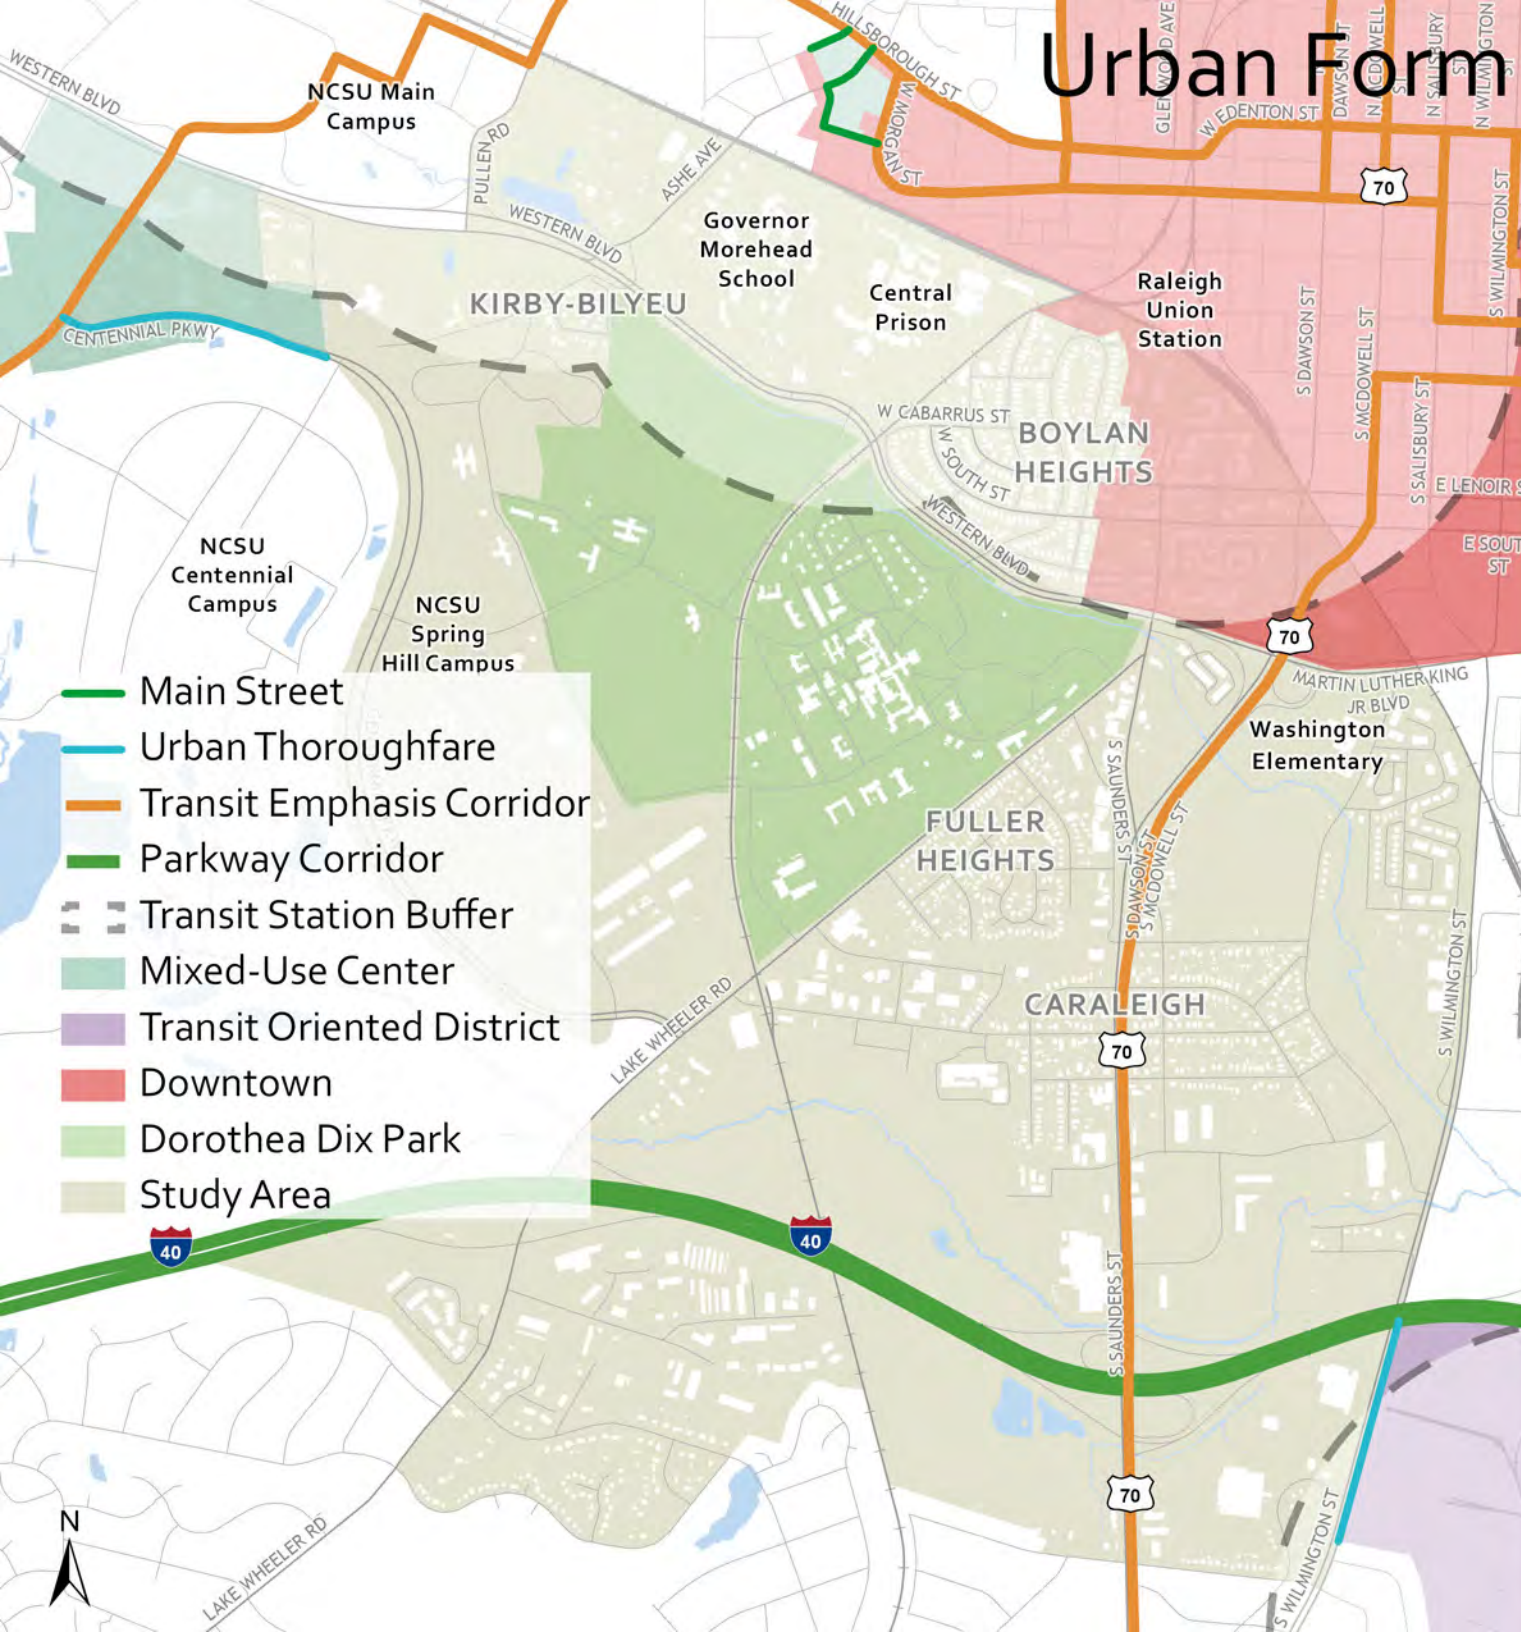 Urban Form
HILLSBOROUGH ST
GLENWOOD AVE
DAWSON ST
N MCDOWELL
ST
N SALISBURY
ST
N WILMINGTON
ST
WESTERN BLVD
NCSU Main
Campus
W MORGAN ST
W EDENTON ST
PULLEN RD
ASHE AVE
70
S WILMINGTON ST
WESTERN BLVD
Governor
Morehead
School
Central
Prison
Raleigh
Union
Station
KIRBY-BILYEU
CENTENNIAL PKWY
S DAWSON ST
S MCDOWELL ST
S SALISBURY ST
W CABARRUS ST
BOYLAN
HEIGHTS
W SOUTH ST
E LENOIR S
WESTERN BLVD
E SOUT
ST
NCSU
Centennial
Campus
NCSU
Spring
Hill Campus
70
MARTIN LUTHER KING
JR BLVD
Washington
Elementary
S SAUNDERS ST
S DAWSON ST
S MCDOWELL ST
FULLER
HEIGHTS
S WILMINGTON ST
CARALEIGH
70
LAKE WHEELER RD
Main Street
Urban Thoroughfare
Transit Emphasis Corridor
Parkway Corridor
Transit Station Buffer
Mixed-Use Center
Transit Oriented District
Downtown
Dorothea Dix Park
Study Area
40
40
S SAUNDERS ST
70
S WILMINGTON ST
LAKE WHEELER RD
N